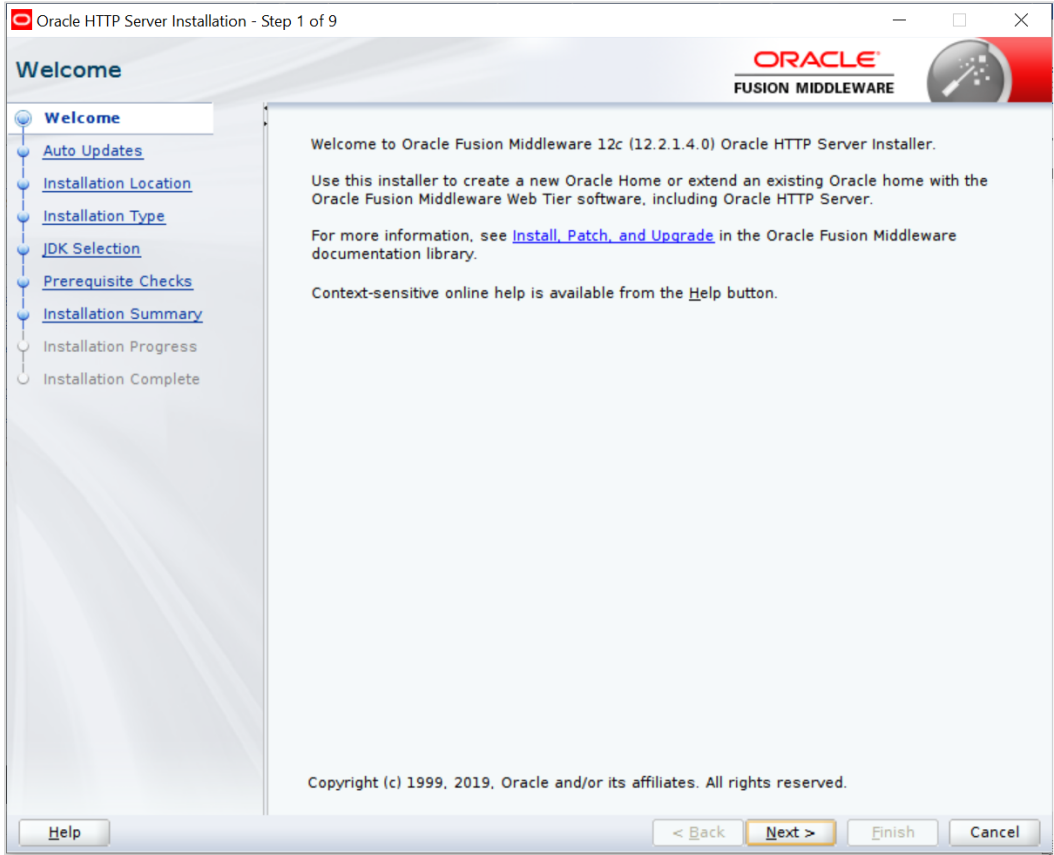 Oracle HTTP Server Installation - Step 1 of 9
Welcome
ORACLE
FUSION MIDDLEWARE
Welcome
Auto Updates
Installation Location
Installation Type
JDK Selection
Prerequisite Checks
Installation Summary
Installation Progress
Installation Complete
Welcome to Oracle Fusion Middleware 12c (12.2.1.4.0) Oracle HTTP Server Installer.
Use this installer to create a new Oracle Home or extend an existing Oracle home with the
Oracle Fusion Middleware Web Tier software, including Oracle HTTP Server.
For more information, see Install, Patch, and Upgrade in the Oracle Fusion Middleware
documentation library.
Context-sensitive online help is available from the Help button.
Copyright (c) 1999, 2019, Oracle and/or its affiliates. All rights reserved.
Help
< Back
Next >
Finish
Cancel